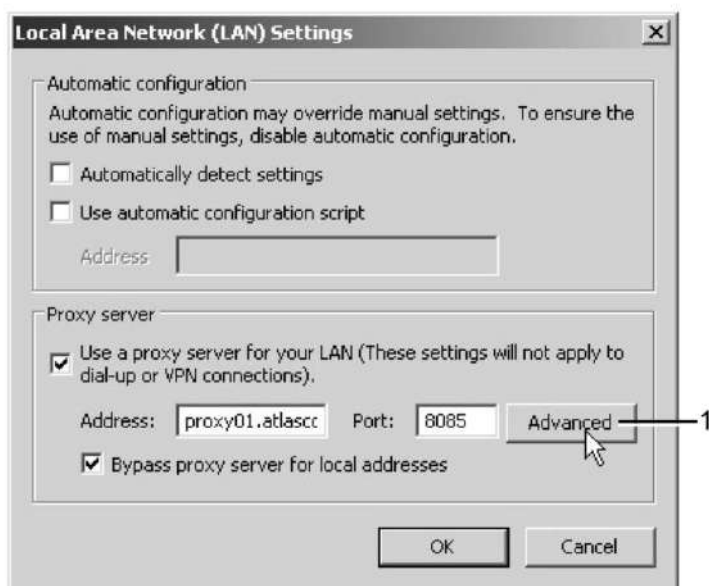 Local Area Network (LAN) Settings
Automatic configuration
Automatic configuration may override manual settings. To ensure the
use of manual settings, disable automatic configuration.
Automatically detect settings
Use automatic configuration script
Address
Proxy server
Use a proxy server for your LAN (These settings will not apply to
dial-up or VPN connections).
Address: proxy01.atlascc Port: 8085 Advanced 1
Bypass proxy server for local addresses
OK Cancel